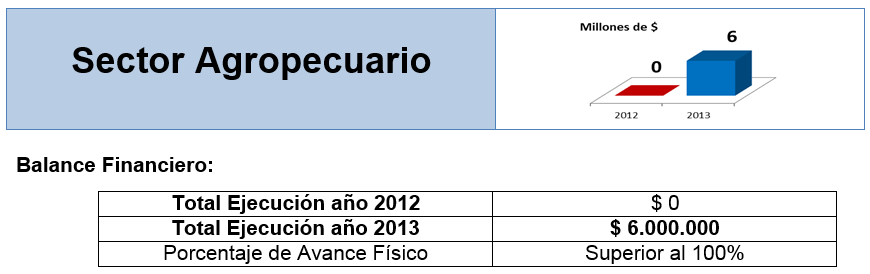 Sector Agropecuario
Millones de $
6
0
2012 2013
Balance Financiero:
Total Ejecución año 2012 $ 0
Total Ejecución año 2013 $ 6.000.000
Porcentaje de Avance Físico Superior al 100%